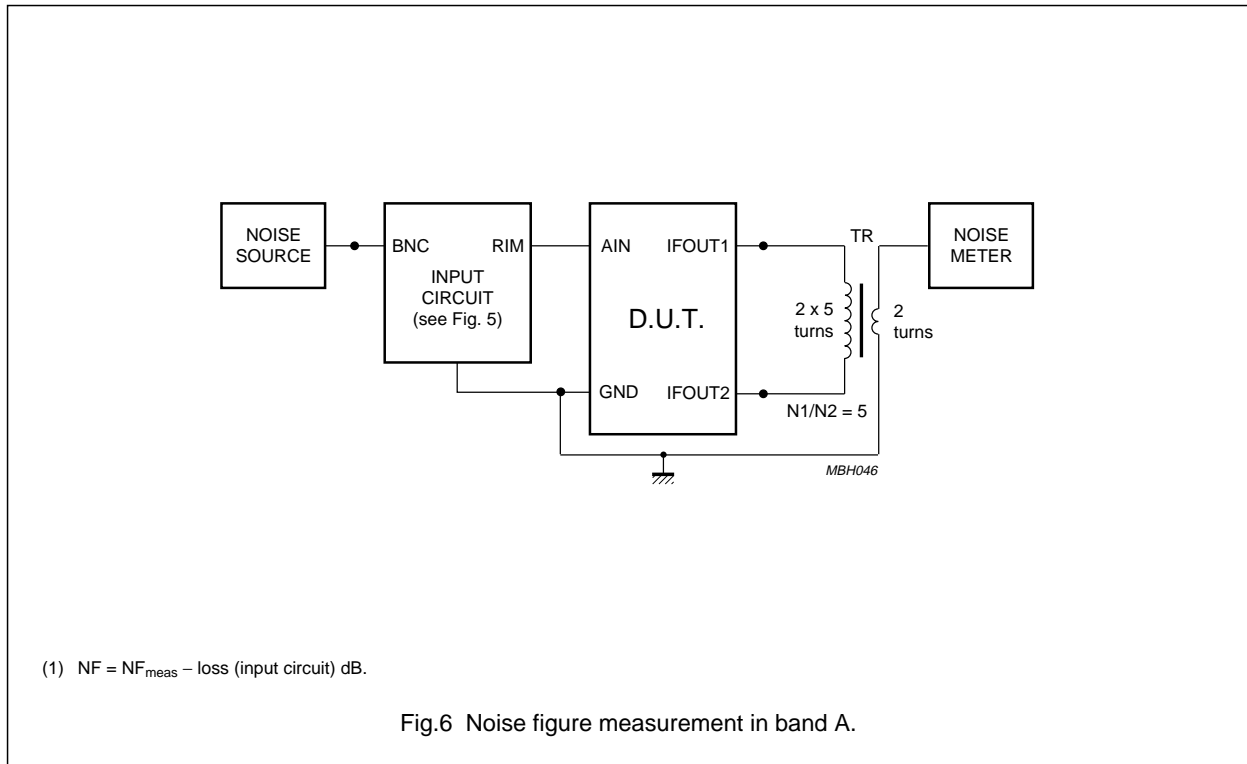 NOISE
SOURCE
BNC
RIM
INPUT
CIRCUIT
(see Fig. 5)
AIN
IFOUT1
D.U.T.
GND
IFOUT2
TR
2 x 5
turns
2
turns
N1/N2 = 5
NOISE
METER
MBH046
(1) NF = NFmeas − loss (input circuit) dB.
Fig.6 Noise figure measurement in band A.